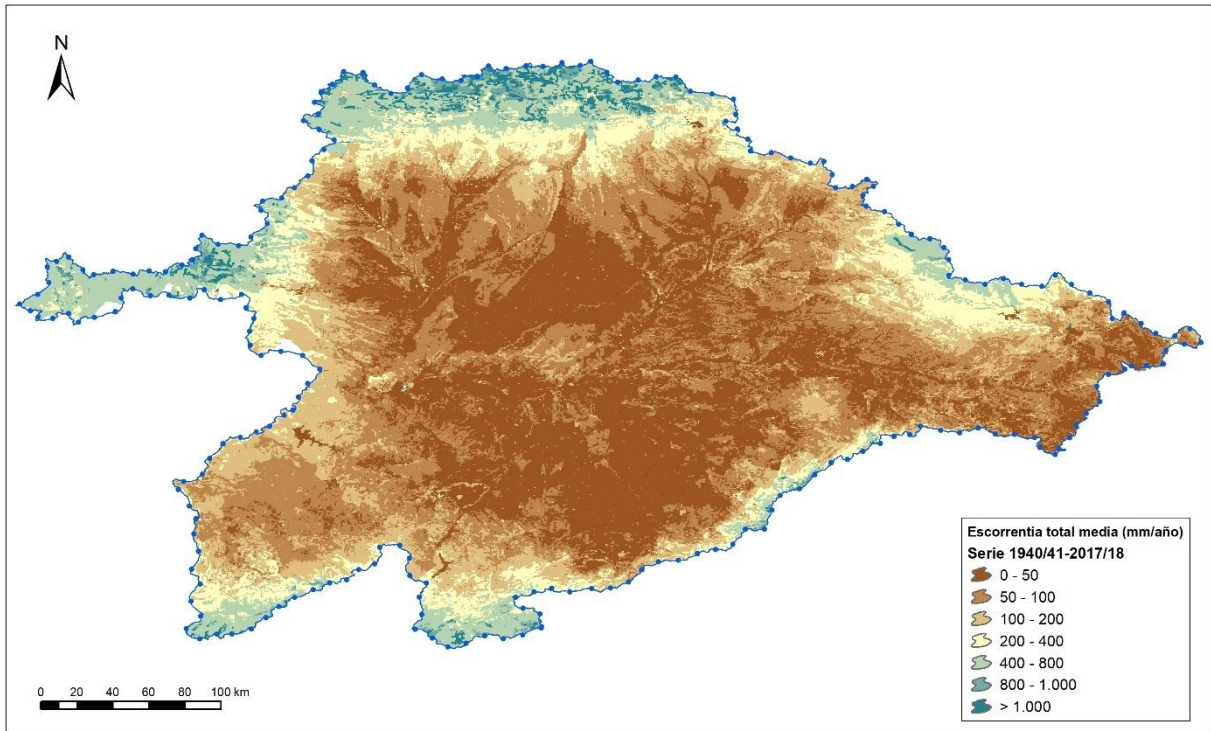 N
Escorrentía total media (mm/año)
Serie 1940/41-2017/18
0 - 50
50 - 100
100 - 200
200 - 400
400 - 800
800 - 1.000
> 1.000
0 20 40 60 80 100 km